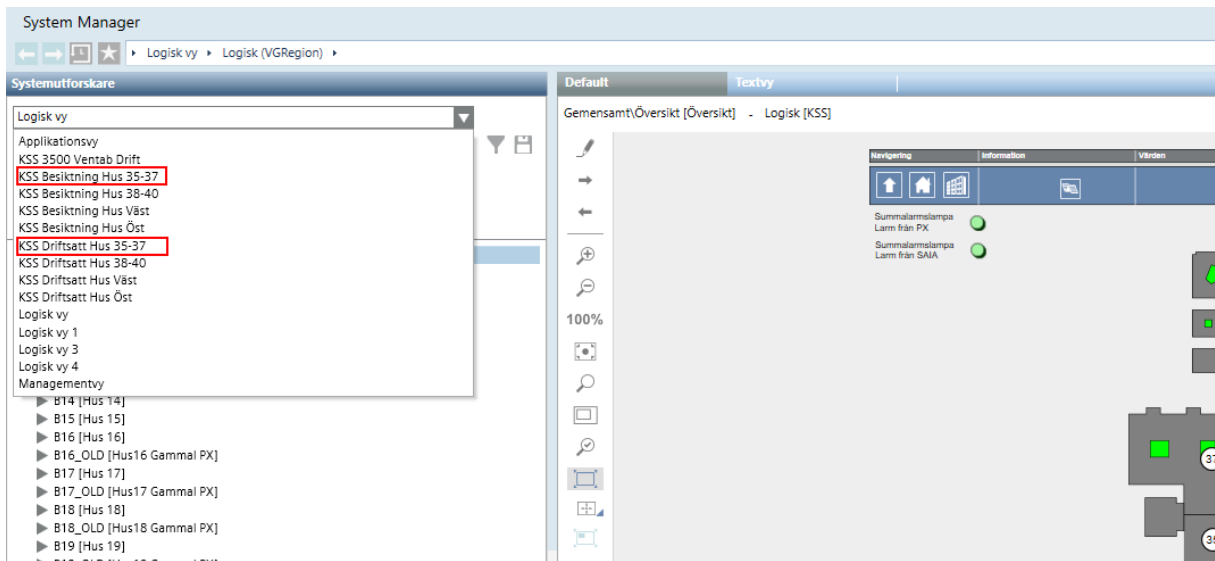 System Manager
Logisk vy Logisk (VGRegion)
Systemutforskare
Default Textvy
Logisk vy
Gemensamt\Översikt [Översikt] - Logisk [KSS]
Applikationsvy
KSS 3500 Ventab Drift
KSS Besiktning Hus 35-37
KSS Besiktning Hus 38-40
KSS Besiktning Hus Väst
KSS Besiktning Hus Öst
KSS Driftsatt Hus 35-37
KSS Driftsatt Hus 38-40
KSS Driftsatt Hus Väst
KSS Driftsatt Hus Öst
Logisk vy
Logisk vy 1
Logisk vy 3
Logisk vy 4
Managementvy
B14 [Hus 14]
B15 [Hus 15]
B16 [Hus 16]
B16_OLD [Hus16 Gammal PX]
B17 [Hus 17]
B17_OLD [Hus17 Gammal PX]
B18 [Hus 18]
B18_OLD [Hus18 Gammal PX]
B19 [Hus 19]
100%
Navigering Information Värden
Summalarmslampa
Larm från PX
Summalarmslampa
Larm från SAIA
37